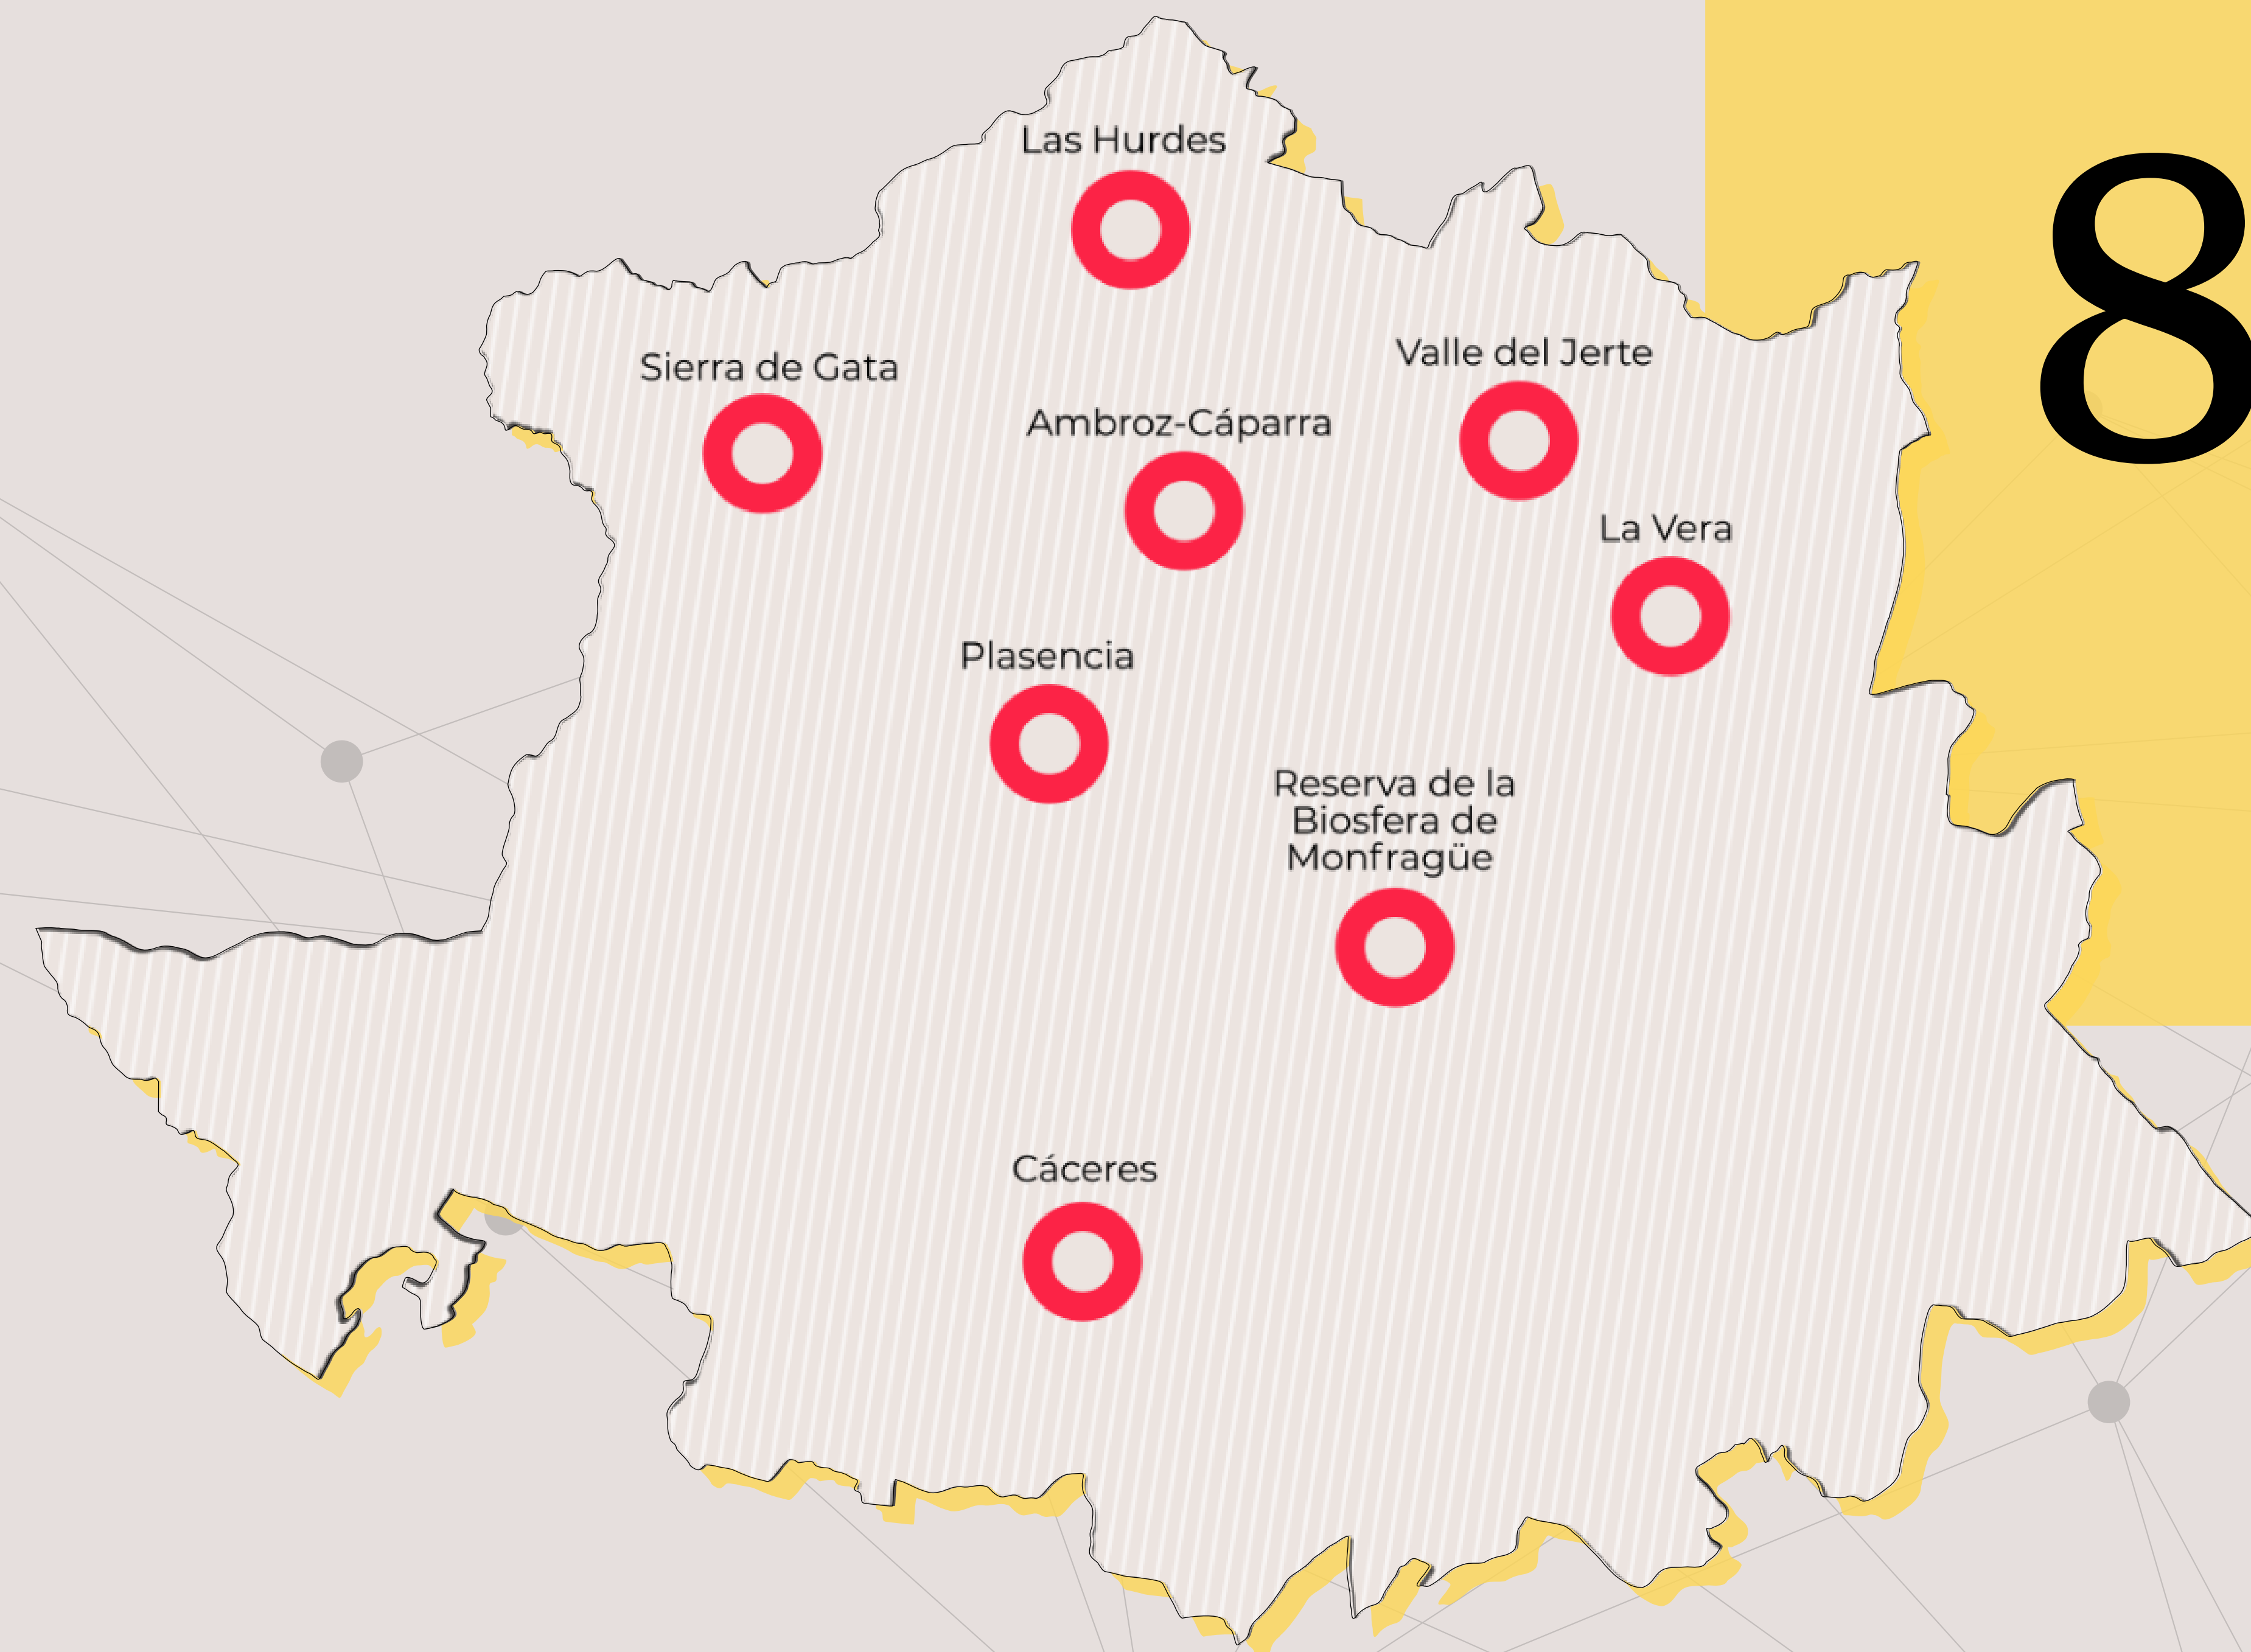 8
Las Hurdes
Valle del Jerte
Sierra de Gata
Ambroz-Cáparra
La Vera
Plasencia
Reserva de la
Biosfera de
Monfragüe
Cáceres